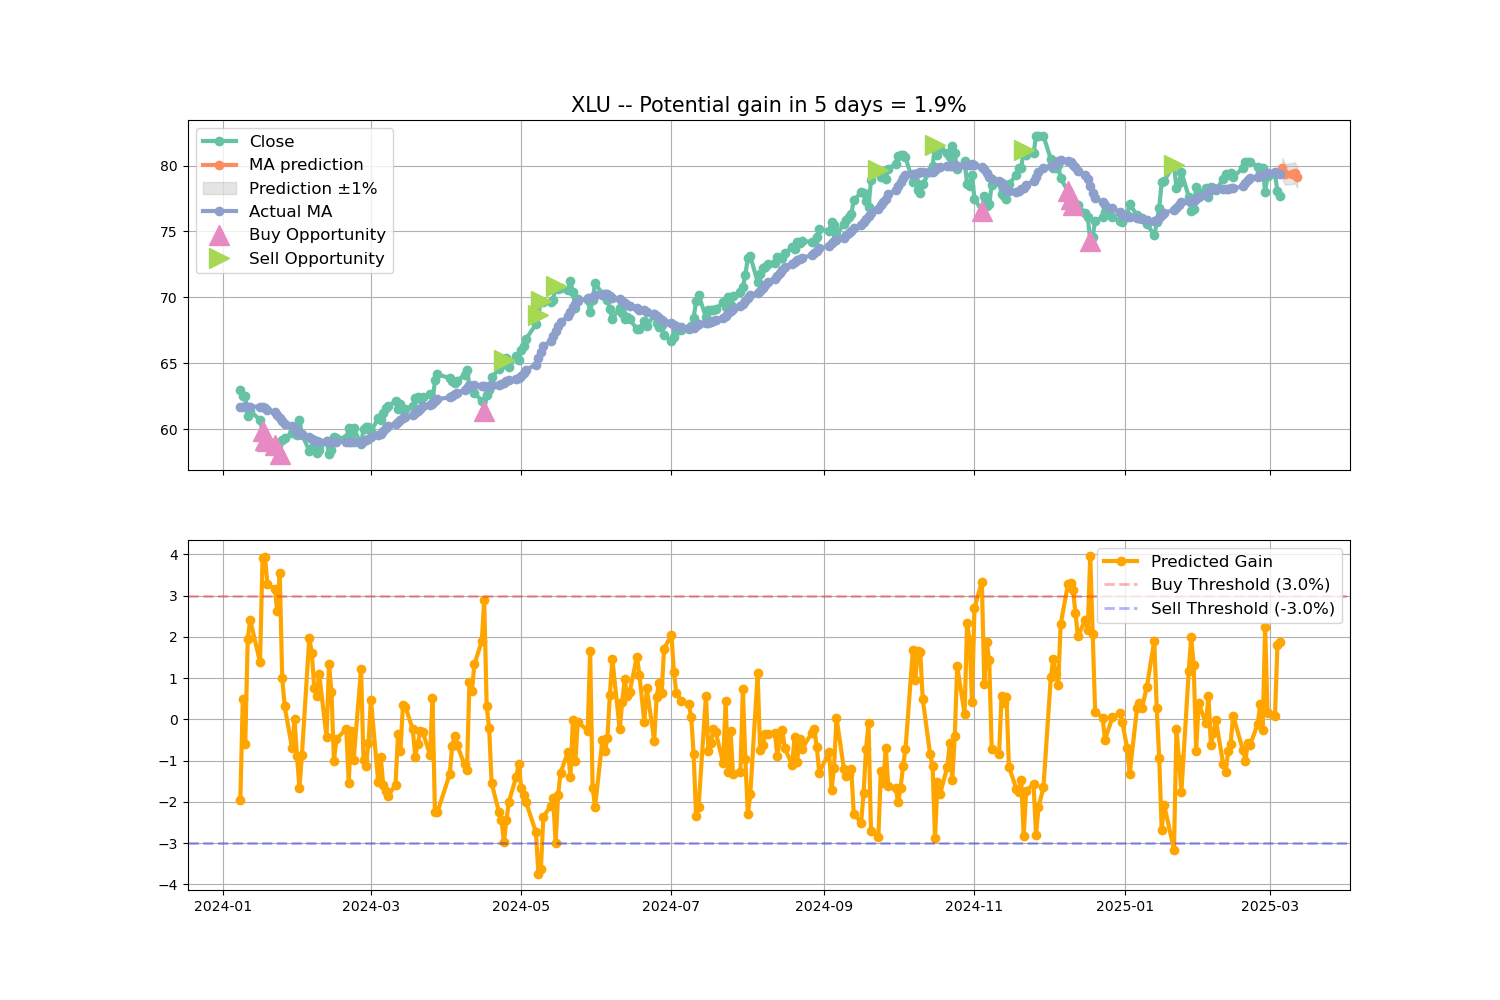 XLU -- Potential gain in 5 days = 1.9%
Close
MA prediction
Prediction ±1%
Actual MA
Buy Opportunity
Sell Opportunity
80
75
70
65
60
Predicted Gain
Buy Threshold (3.0%)
Sell Threshold (-3.0%)
4
3
2
1
0
−1
−2
−3
−4
2024-01 2024-03 2024-05 2024-07 2024-09 2024-11 2025-01 2025-03